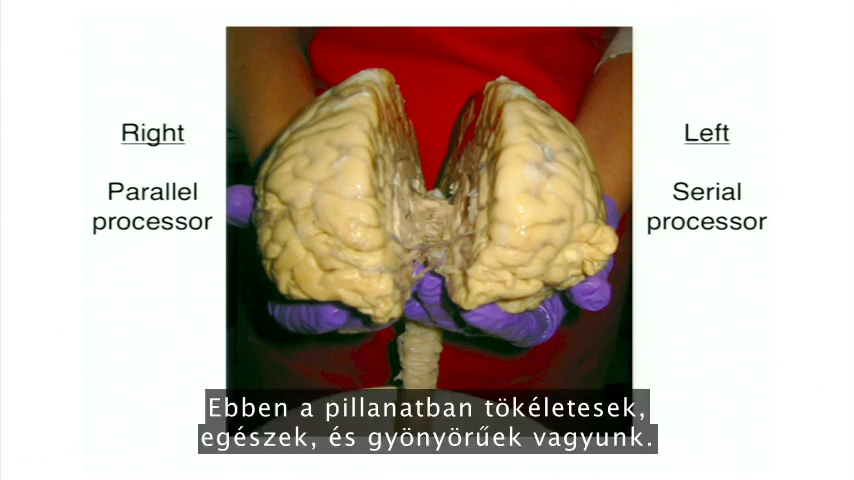 Right
Parallel
processor
Left
Serial
processor
Ebben a pillanatban tökéletesek,
egészek, és gyönyörűek vagyunk.